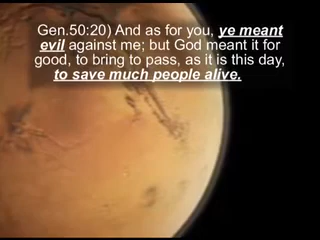 Gen.50:20) And as for you, ye meant
evil against me; but God meant it for
good, to bring to pass, as it is this day,
to save much people alive.